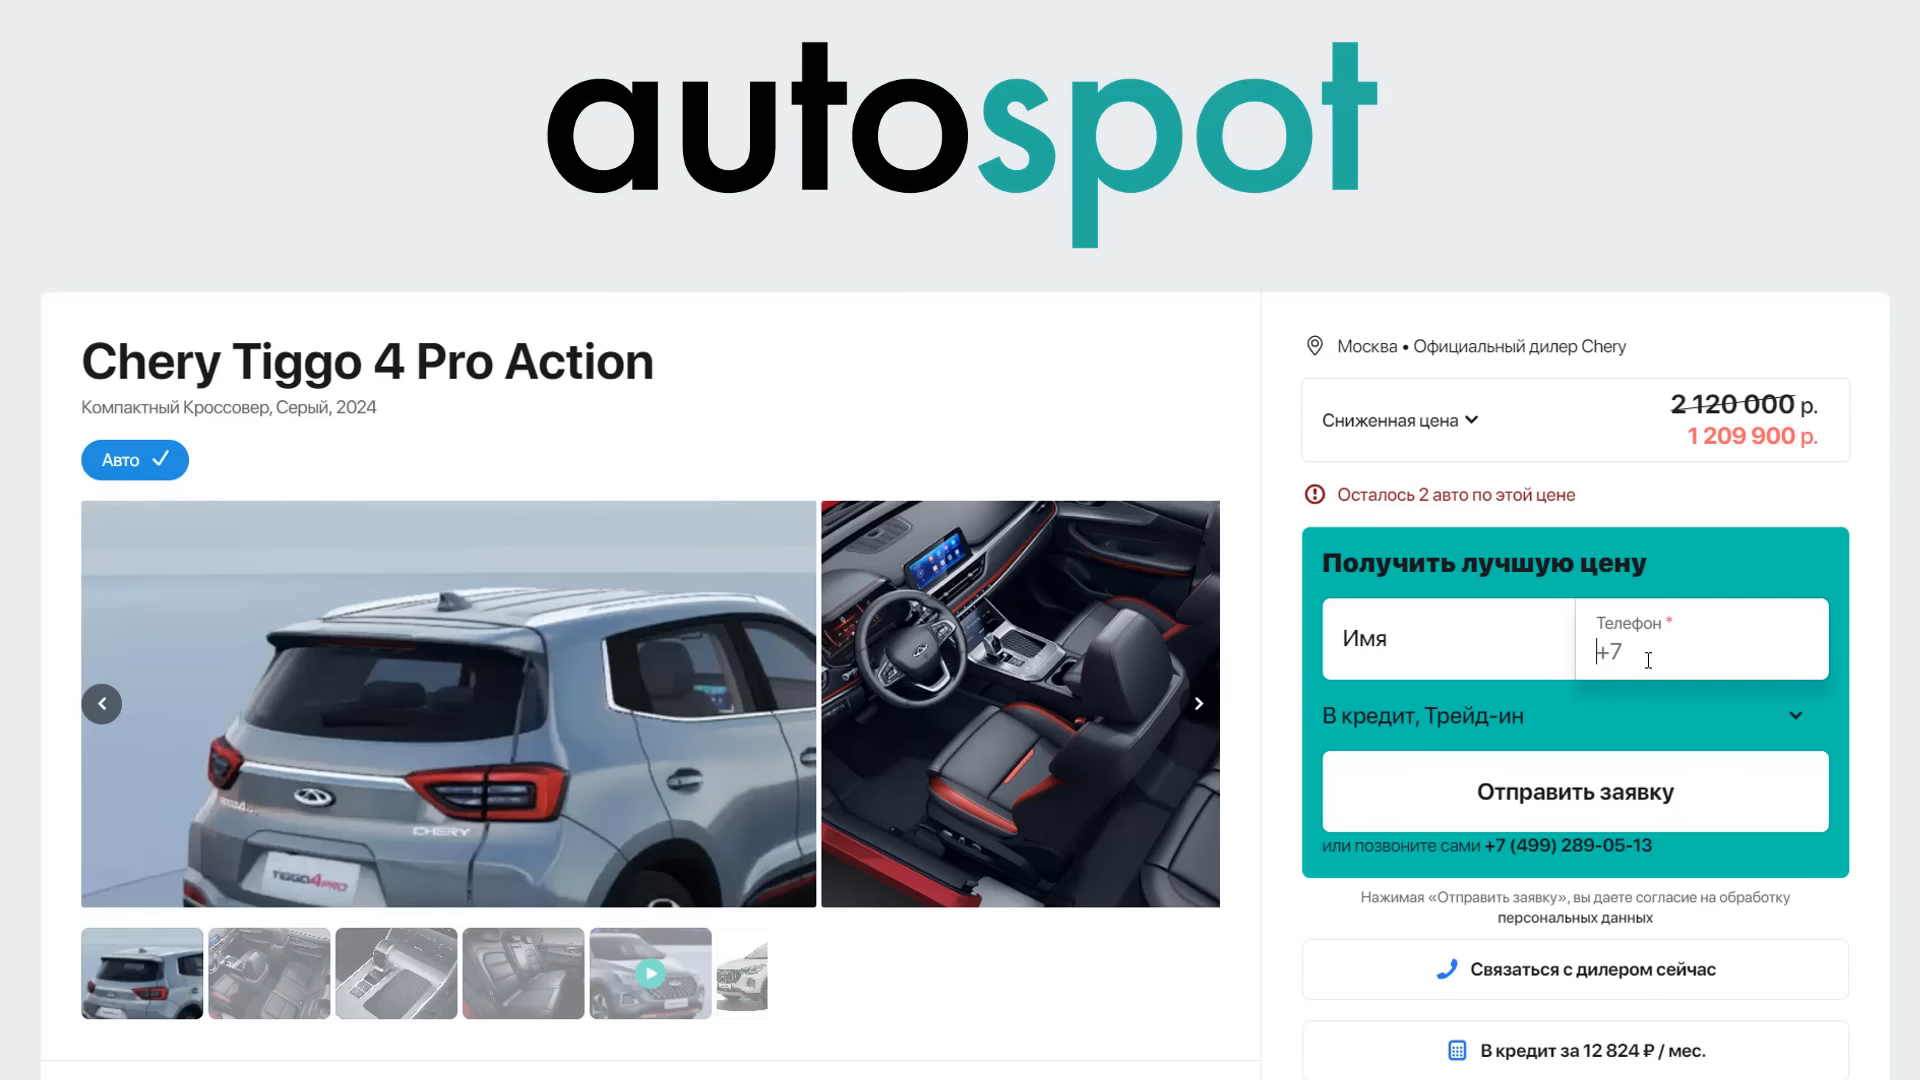 autospot
Chery Tiggo 4 Pro Action
Компактный Кроссовер, Серый, 2024
Авто
CHERY
TIGGO4PRO
Москва • Официальный дилер Chery
Сниженная цена
2 120 000 р.
1 209 900 р.
Осталось 2 авто по этой цене
Получить лучшую цену
Имя
Телефон *
+7
В кредит, Трейд-ин
Отправить заявку
или позвоните сами +7 (499) 289-05-13
Нажимая «Отправить заявку», вы даете согласие на обработку
персональных данных
Связаться с дилером сейчас
В кредит за 12 824 ₽ / мес.